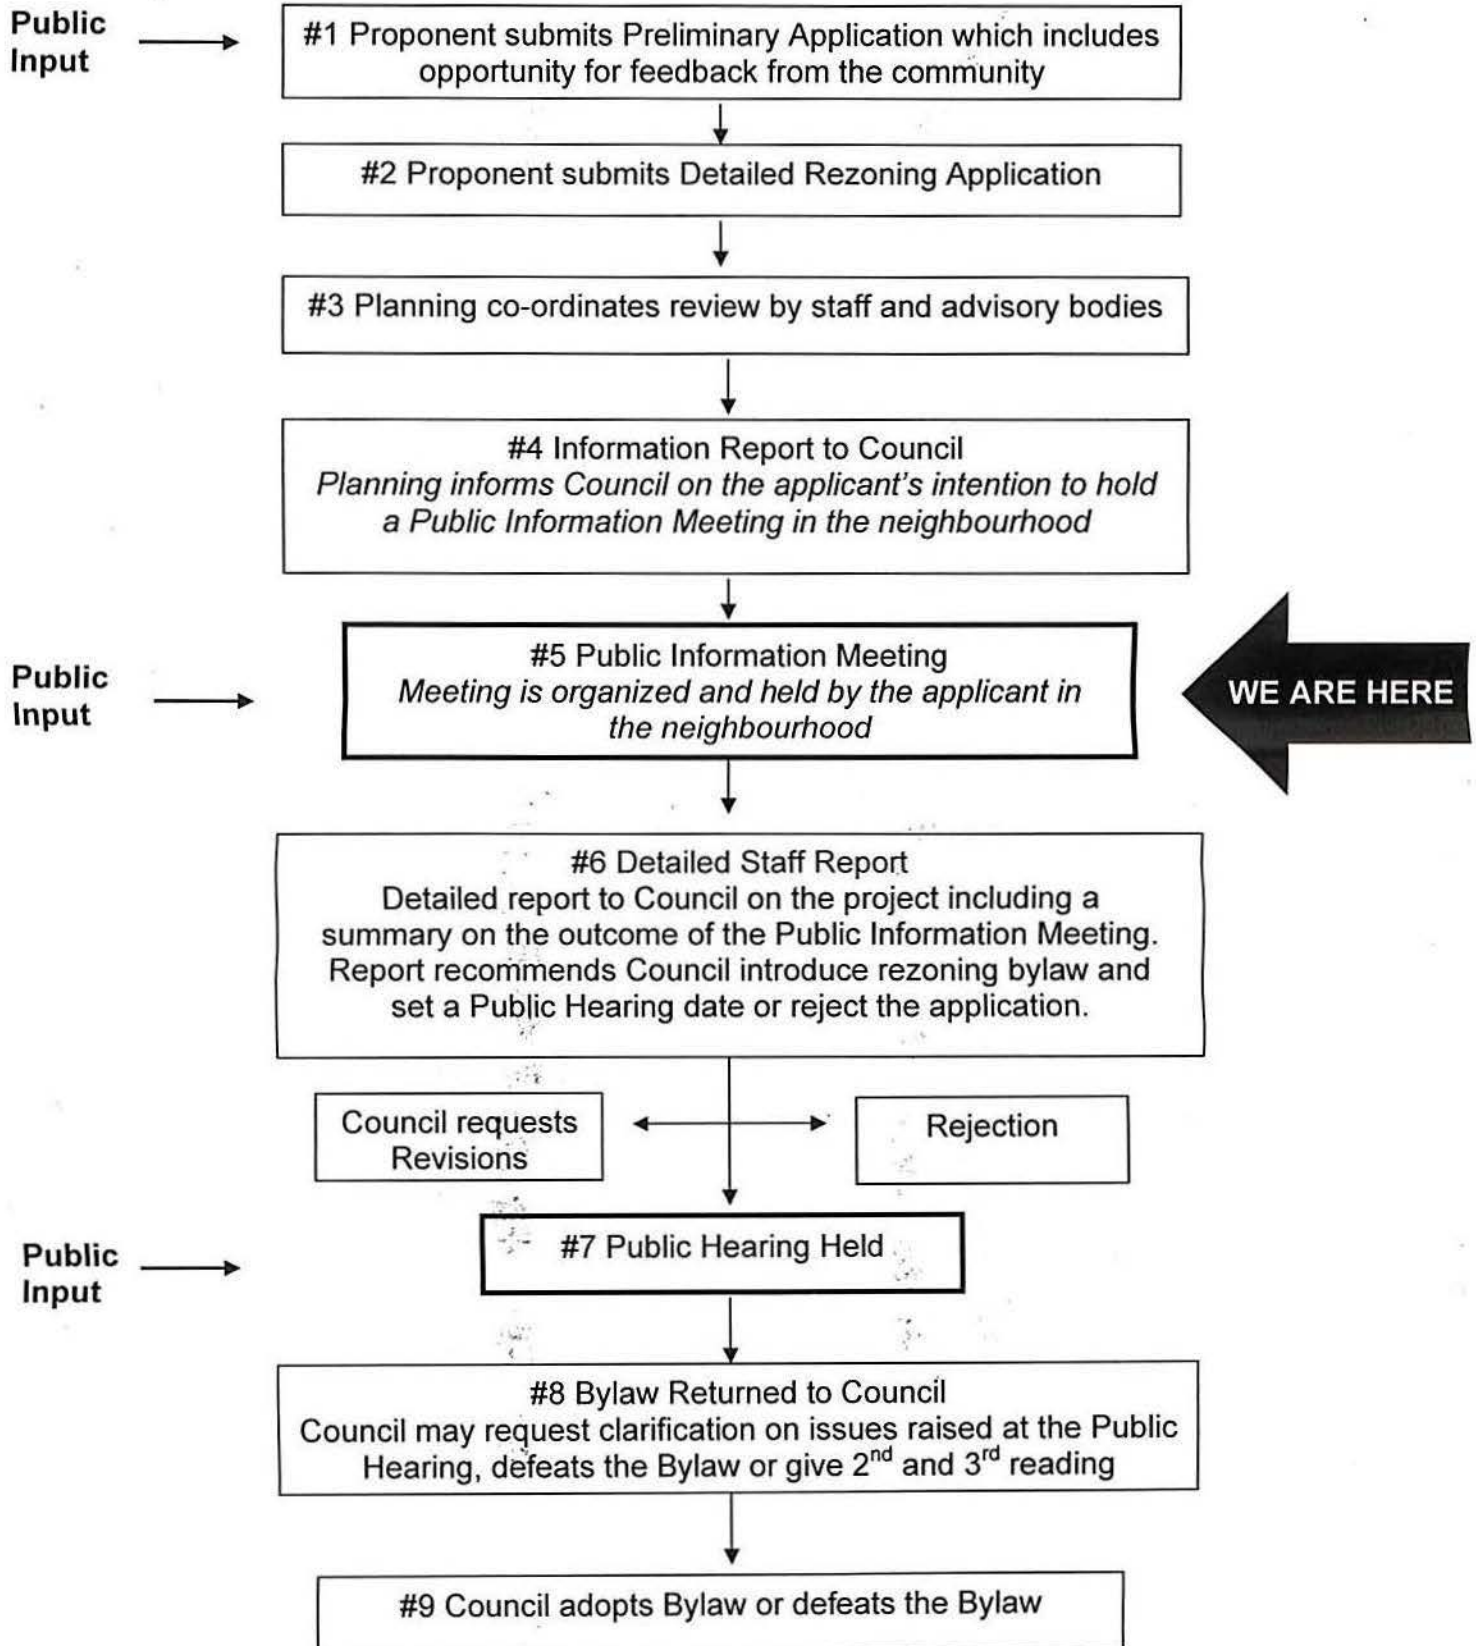 Public
Input
#1 Proponent submits Preliminary Application which includes
opportunity for feedback from the community
#2 Proponent submits Detailed Rezoning Application
#3 Planning co-ordinates review by staff and advisory bodies
#4 Information Report to Council
Planning informs Council on the applicant's intention to hold
a Public Information Meeting in the neighbourhood
Public
Input
#5 Public Information Meeting
Meeting is organized and held by the applicant in
the neighbourhood
WE ARE HERE
#6 Detailed Staff Report
Detailed report to Council on the project including a
summary on the outcome of the Public Information Meeting.
Report recommends Council introduce rezoning bylaw and
set a Public Hearing date or reject the application.
Council requests
Revisions
Rejection
Public
Input
#7 Public Hearing Held
#8 Bylaw Returned to Council
Council may request clarification on issues raised at the Public
Hearing, defeats the Bylaw or give 2nd and 3rd reading
#9 Council adopts Bylaw or defeats the Bylaw